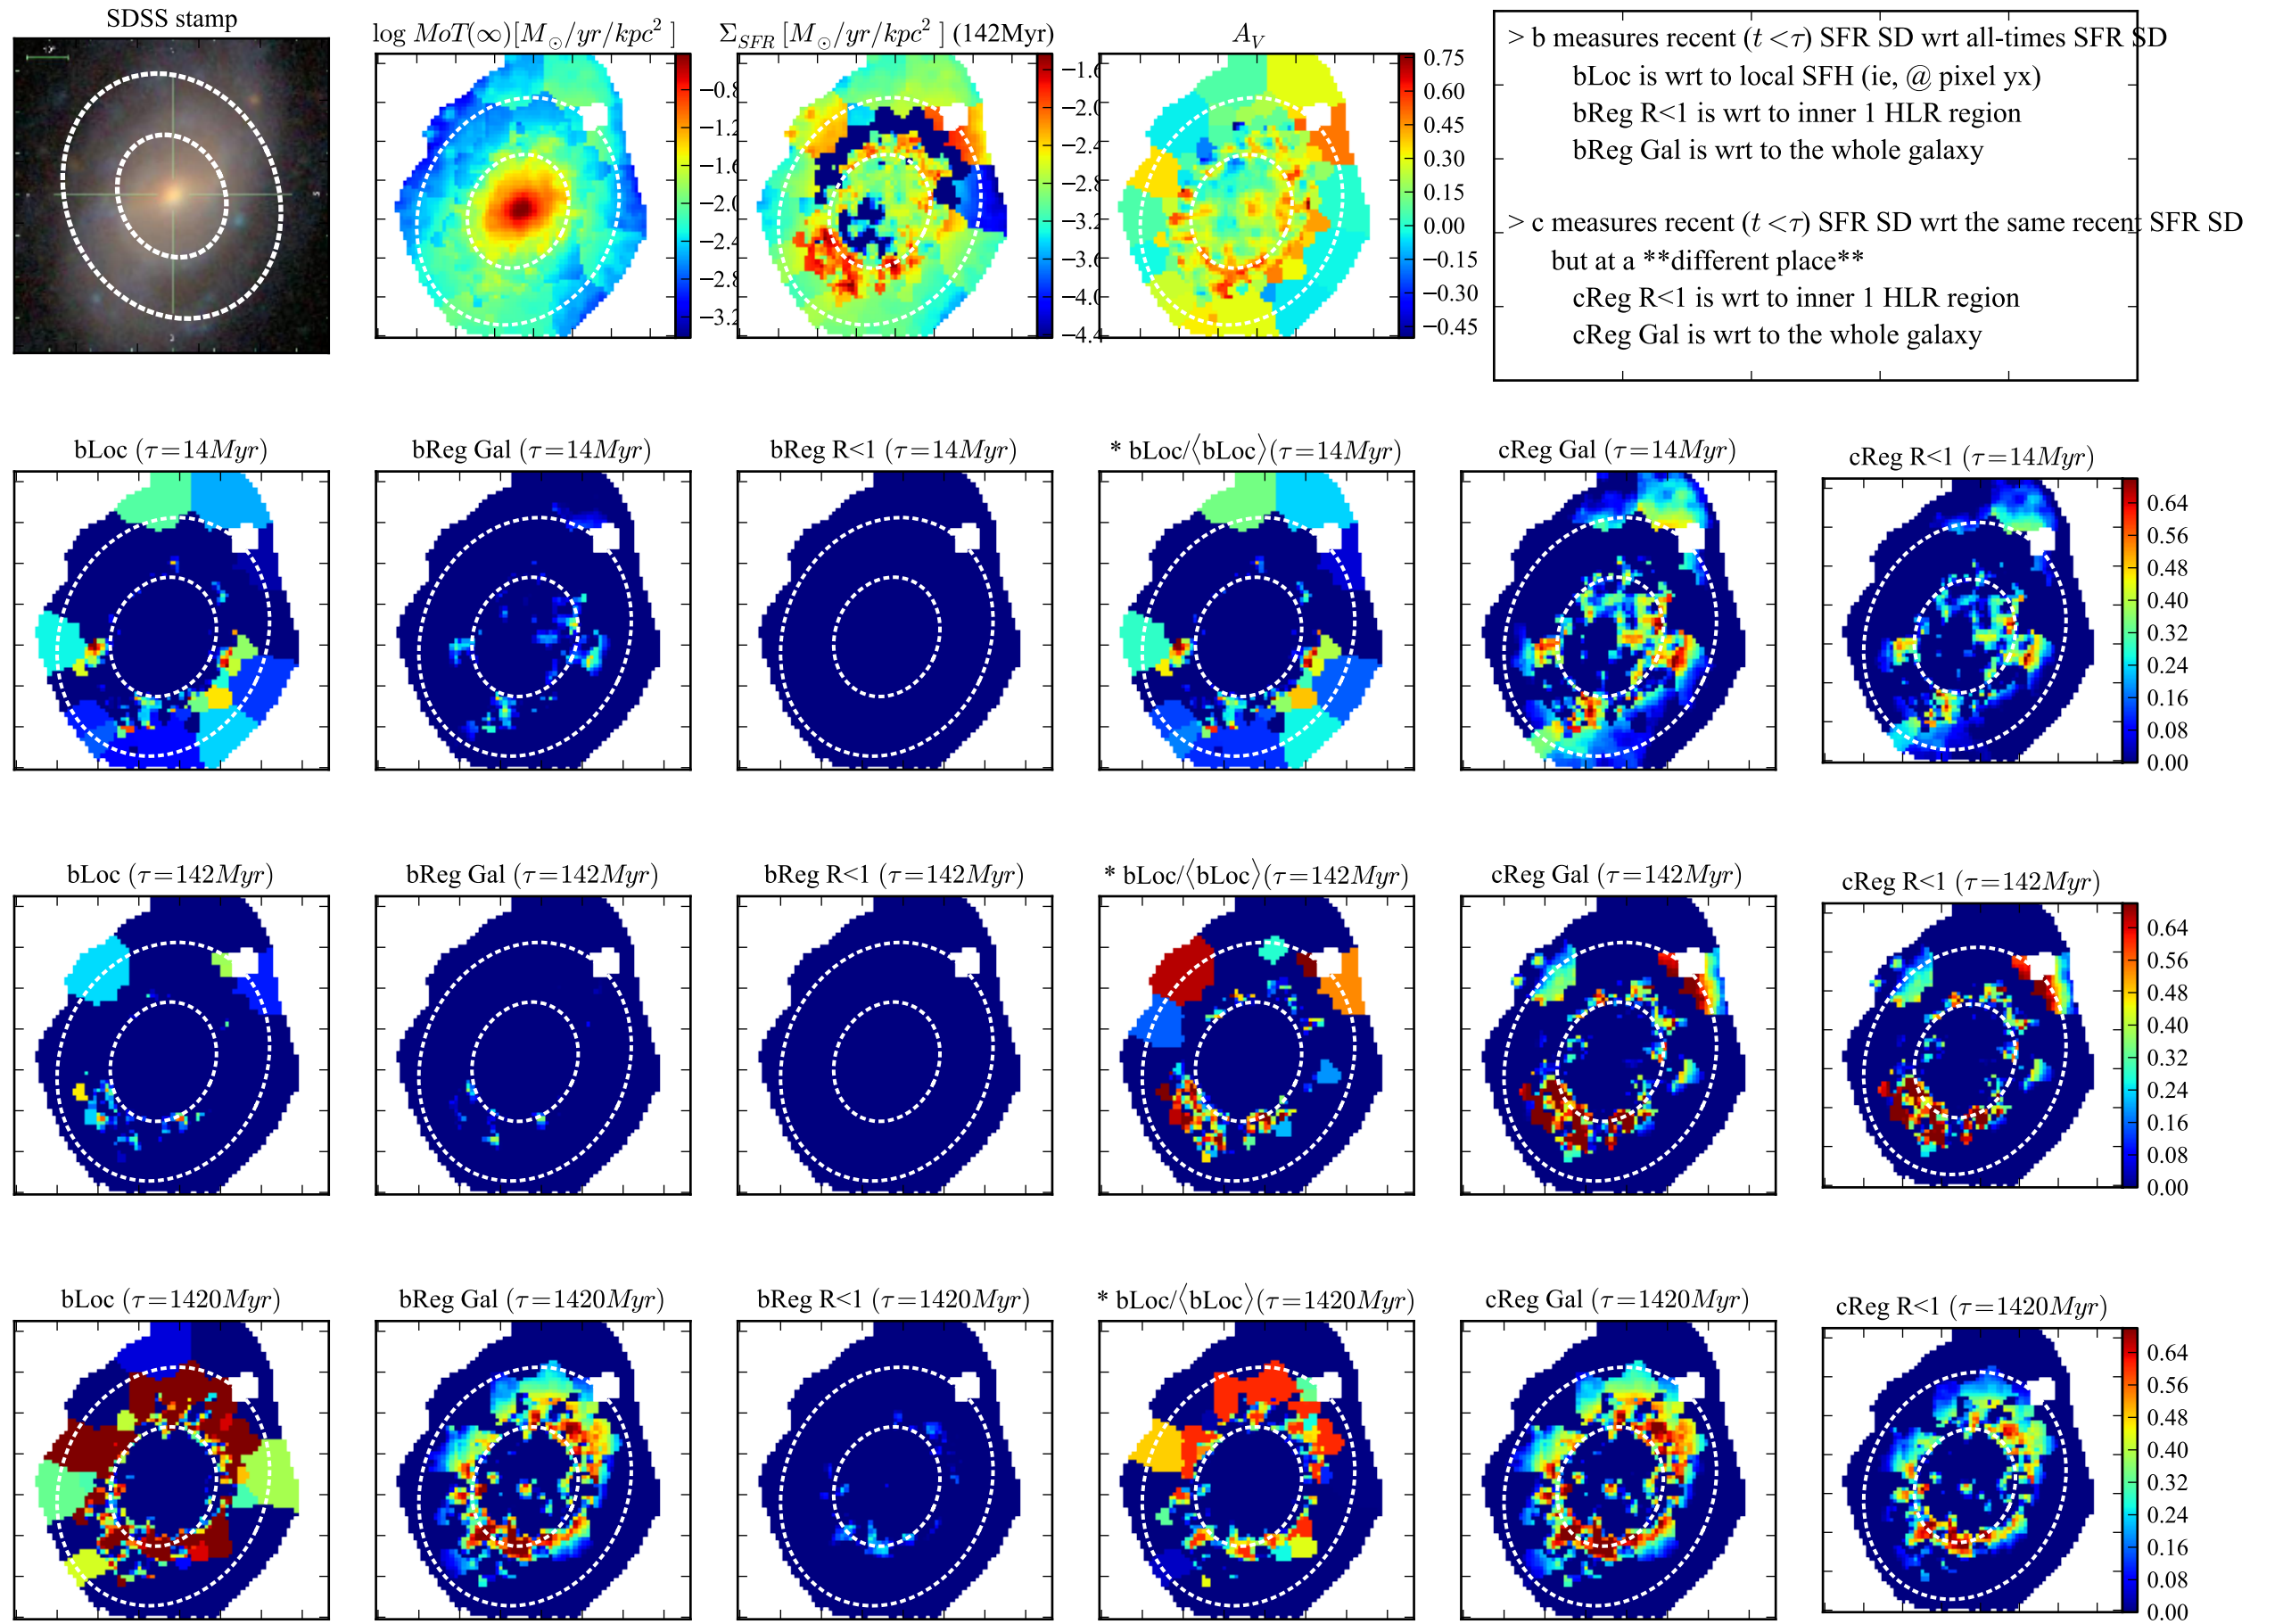 SDSS stamp
log MoT(∞)[M⊙/yr/kpc² ]
Σ_SFR [M⊙/yr/kpc² ] (142Myr)
A_V
−0.8
−1.2
−1.6
−2.0
−2.4
−2.8
−3.2
−1.6
−2.0
−2.4
−2.8
−3.2
−3.6
−4.0
−4.4
0.75
0.60
0.45
0.30
0.15
0.00
−0.15
−0.30
−0.45
> b measures recent (t <τ) SFR SD wrt all-times SFR SD
bLoc is wrt to local SFH (ie, @ pixel yx)
bReg R<1 is wrt to inner 1 HLR region
bReg Gal is wrt to the whole galaxy
> c measures recent (t <τ) SFR SD wrt the same recent SFR SD
but at a **different place**
cReg R<1 is wrt to inner 1 HLR region
cReg Gal is wrt to the whole galaxy
bLoc (τ=14Myr)
bReg Gal (τ=14Myr)
bReg R<1 (τ=14Myr)
* bLoc/⟨bLoc⟩(τ=14Myr)
cReg Gal (τ=14Myr)
cReg R<1 (τ=14Myr)
0.64
0.56
0.48
0.40
0.32
0.24
0.16
0.08
0.00
bLoc (τ=142Myr)
bReg Gal (τ=142Myr)
bReg R<1 (τ=142Myr)
* bLoc/⟨bLoc⟩(τ=142Myr)
cReg Gal (τ=142Myr)
cReg R<1 (τ=142Myr)
0.64
0.56
0.48
0.40
0.32
0.24
0.16
0.08
0.00
bLoc (τ=1420Myr)
bReg Gal (τ=1420Myr)
bReg R<1 (τ=1420Myr)
* bLoc/⟨bLoc⟩(τ=1420Myr)
cReg Gal (τ=1420Myr)
cReg R<1 (τ=1420Myr)
0.64
0.56
0.48
0.40
0.32
0.24
0.16
0.08
0.00